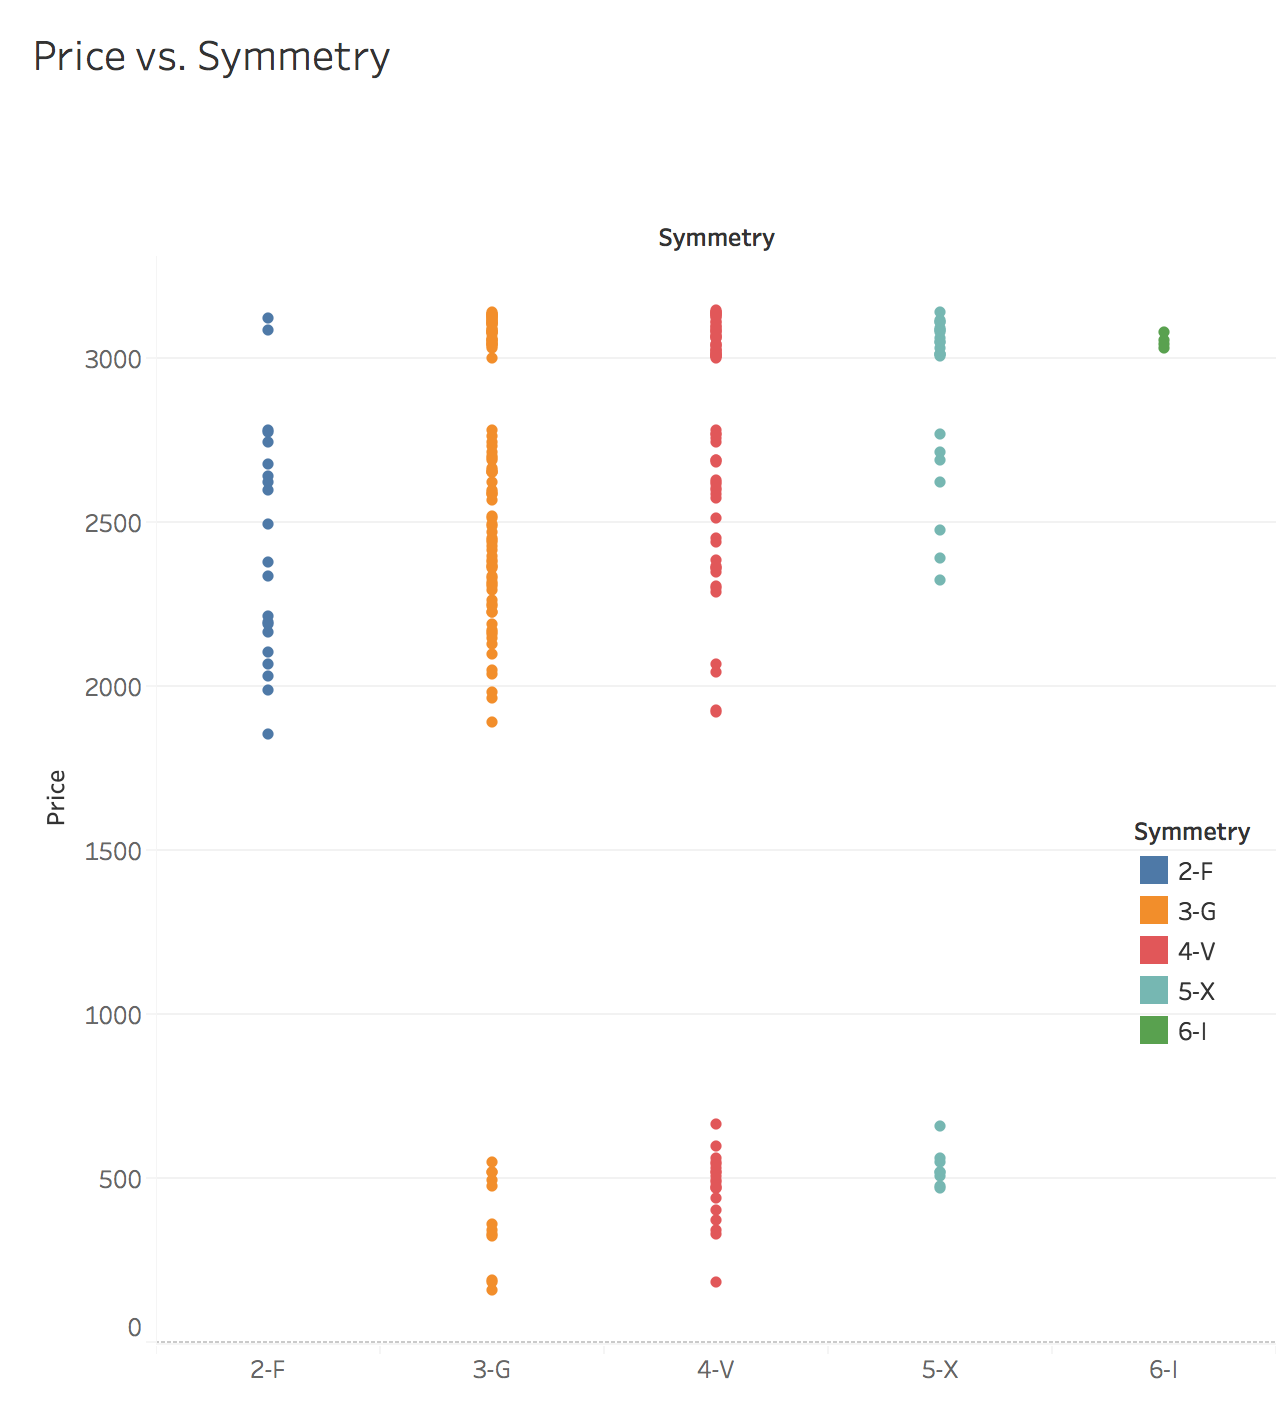 Price vs. Symmetry
Symmetry
3000
2500
2000
1500
1000
500
0
Price
Symmetry
2-F
3-G
4-V
5-X
6-I
2-F
3-G
4-V
5-X
6-I